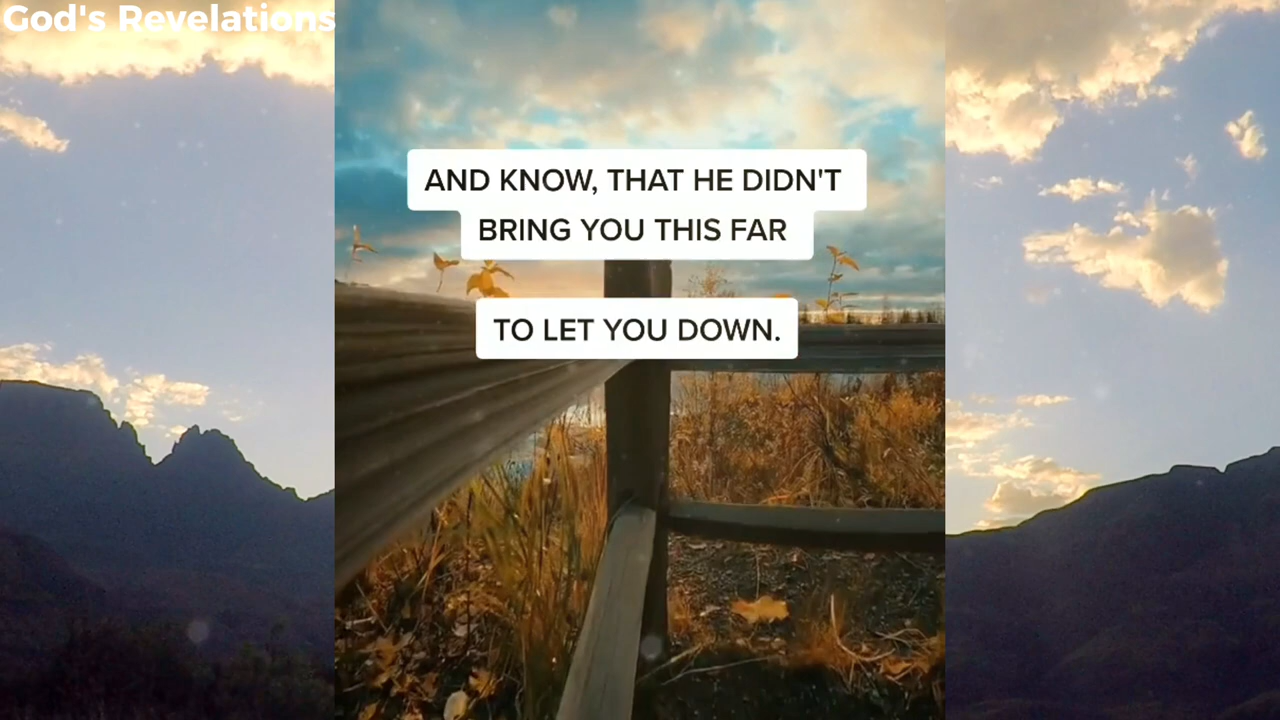 God's Revelations
AND KNOW, THAT HE DIDN'T
BRING YOU THIS FAR
TO LET YOU DOWN.